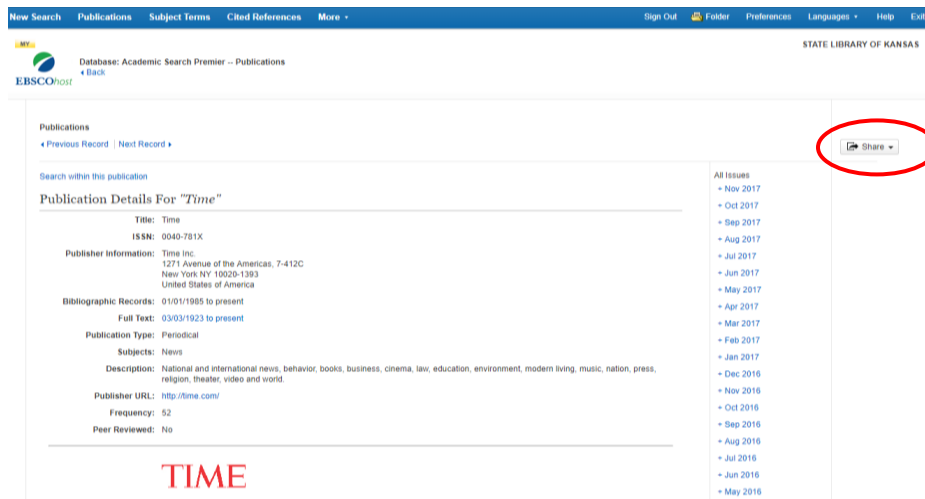 New Search Publications Subject Terms Cited References More
Sign Out Folder Preferences Languages Help Exit
STATE LIBRARY OF KANSAS
MY
EBSCOhost
Database: Academic Search Premier -- Publications
Back
Publications
Previous Record | Next Record
Share
Search within this publication
Publication Details For "Time"
Title: Time
ISSN: 0040-781X
Publisher Information: Time Inc.
1271 Avenue of the Americas, 7-412C
New York NY 10020-1393
United States of America
Bibliographic Records: 01/01/1985 to present
Full Text: 03/03/1923 to present
Publication Type: Periodical
Subjects: News
Description: National and international news, behavior, books, business, cinema, law, education, environment, modern living, music, nation, press,
religion, theater, video and world.
Publisher URL: http://time.com/
Frequency: 52
Peer Reviewed: No
TIME
All Issues
+ Nov 2017
+ Oct 2017
+ Sep 2017
+ Aug 2017
+ Jul 2017
+ Jun 2017
+ May 2017
+ Apr 2017
+ Mar 2017
+ Feb 2017
+ Jan 2017
+ Dec 2016
+ Nov 2016
+ Oct 2016
+ Sep 2016
+ Aug 2016
+ Jul 2016
+ Jun 2016
+ May 2016